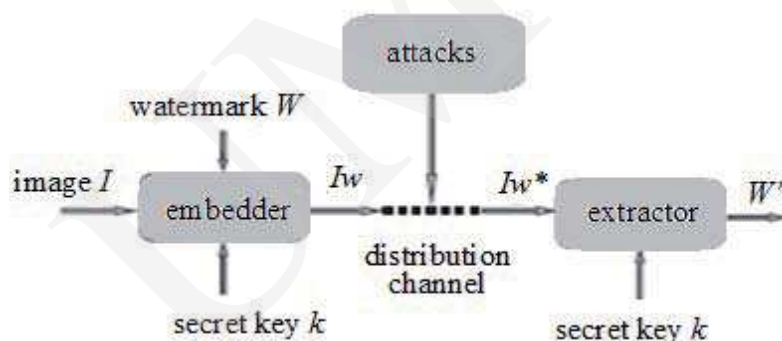 attacks
watermark W
image I
embedder
Iw
Iw*
extractor
distribution
channel
secret key k
secret key k